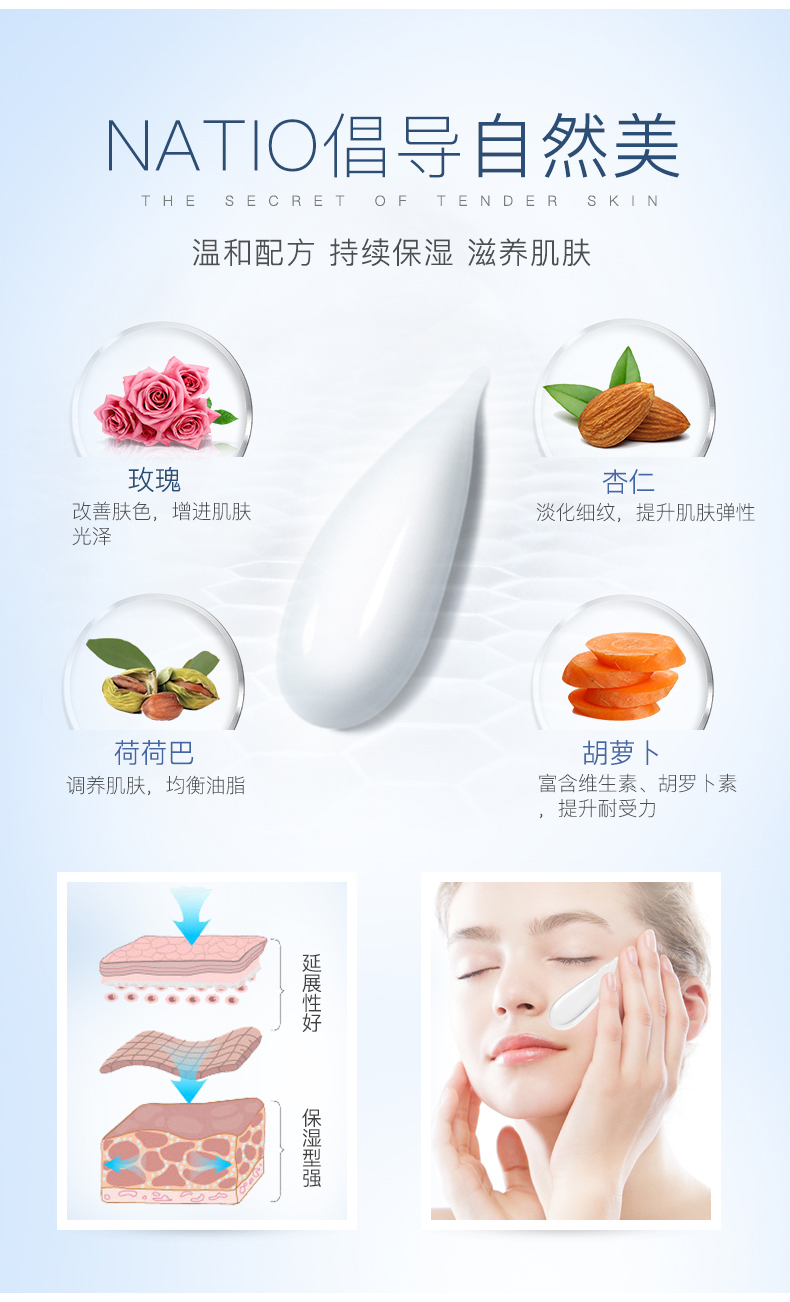 NATIO倡导自然美
THE SECRET OF TENDER SKIN
温和配方 持续保湿 滋养肌肤
玫瑰
改善肤色，增进肌肤
光泽
杏仁
淡化细纹，提升肌肤弹性
荷荷巴
调养肌肤，均衡油脂
胡萝卜
富含维生素、胡罗卜素
，提升耐受力
延展性好
保湿型强